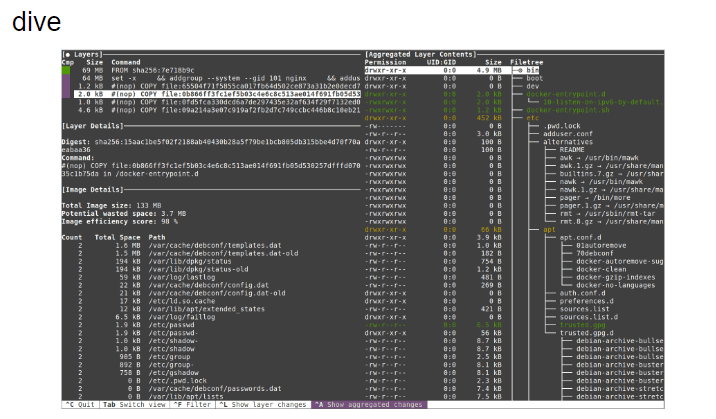 dive
[● Layers]
Cmp Size Command
69 MB FROM sha256:7e718b9c
64 MB set -x && addgroup --system --gid 101 nginx && addus
1.2 kB #(nop) COPY file:65504f71f5855ca017fb64d502ce873a31b2e0decd7
2.0 kB #(nop) COPY file:0b866ff3fc1ef5b03c4e6c8c513ae014f691fb05d53
1.0 kB #(nop) COPY file:0fd5fca330dcd6a7de297435e32af634f29f7132ed0
4.6 kB #(nop) COPY file:09a214a3e07c919af2fb2d7c749ccbc446b8c10eb21
[Layer Details]
Digest: sha256:15aac1be5f02f2188ab40430b28a5f79be1bcb805db315bbe4d70f70a
eabaa36
Command:
#(nop) COPY file:0b866ff3fc1ef5b03c4e6c8c513ae014f691fb05d530257dfffd070
35c1b75da in /docker-entrypoint.d
[Image Details]
Total Image size: 133 MB
Potential wasted space: 3.7 MB
Image efficiency score: 98 %
Count Total Space Path
2 1.6 MB /var/cache/debconf/templates.dat
2 1.5 MB /var/cache/debconf/templates.dat-old
2 194 kB /var/lib/dpkg/status
2 194 kB /var/lib/dpkg/status-old
2 59 kB /var/log/lastlog
2 22 kB /var/cache/debconf/config.dat
2 21 kB /var/cache/debconf/config.dat-old
2 17 kB /etc/ld.so.cache
2 12 kB /var/lib/apt/extended_states
2 6.5 kB /var/log/faillog
2 1.9 kB /etc/passwd
2 1.9 kB /etc/passwd-
2 1.0 kB /etc/shadow-
2 1.0 kB /etc/shadow
2 905 B /etc/group
2 892 B /etc/group-
2 758 B /etc/gshadow
2 0 B /etc/.pwd.lock
2 0 B /var/cache/debconf/passwords.dat
2 0 B /var/lib/apt/lists
[Aggregated Layer Contents]
Permission UID:GID Size Filetree
drwxr-xr-x 0:0 4.9 MB bin
drwxr-xr-x 0:0 0 B boot
drwxr-xr-x 0:0 0 B dev
drwxr-xr-x 0:0 2.0 kB docker-entrypoint.d
-rwxrwxr-x 0:0 2.0 kB 10-listen-on-ipv6-by-default.
-rwxrwxr-x 0:0 1.2 kB docker-entrypoint.sh
drwxr-xr-x 0:0 452 kB etc
-rw------- 0:0 0 B .pwd.lock
-rw-r--r-- 0:0 3.0 kB adduser.conf
drwxr-xr-x 0:0 100 B alternatives
-rw-r--r-- 0:0 100 B README
-rwxrwxrwx 0:0 0 B awk → /usr/bin/mawk
-rwxrwxrwx 0:0 0 B awk.1.gz → /usr/share/man
-rwxrwxrwx 0:0 0 B builtins.7.gz → /usr/shar
-rwxrwxrwx 0:0 0 B nawk → /usr/bin/mawk
-rwxrwxrwx 0:0 0 B nawk.1.gz → /usr/share/ma
-rwxrwxrwx 0:0 0 B pager → /bin/more
-rwxrwxrwx 0:0 0 B pager.1.gz → /usr/share/m
-rwxrwxrwx 0:0 0 B rmt → /usr/sbin/rmt-tar
-rwxrwxrwx 0:0 0 B rmt.8.gz → /usr/share/man
drwxr-xr-x 0:0 66 kB apt
drwxr-xr-x 0:0 3.9 kB apt.conf.d
-rw-r--r-- 0:0 1.0 kB 01autoremove
-rw-r--r-- 0:0 182 B 70debconf
-rw-r--r-- 0:0 754 B docker-autoremove-sug
-rw-r--r-- 0:0 1.2 kB docker-clean
-rw-r--r-- 0:0 481 B docker-gzip-indexes
-rw-r--r-- 0:0 269 B docker-no-languages
drwxr-xr-x 0:0 0 B auth.conf.d
drwxr-xr-x 0:0 0 B preferences.d
-rw-r--r-- 0:0 421 B sources.list
drwxr-xr-x 0:0 0 B sources.list.d
-rw-r--r-- 0:0 6.5 kB trusted.gpg
drwxr-xr-x 0:0 56 kB trusted.gpg.d
-rw-r--r-- 0:0 8.7 kB debian-archive-bullse
-rw-r--r-- 0:0 8.7 kB debian-archive-bullse
-rw-r--r-- 0:0 2.5 kB debian-archive-bullse
-rw-r--r-- 0:0 8.1 kB debian-archive-buster
-rw-r--r-- 0:0 8.1 kB debian-archive-buster
-rw-r--r-- 0:0 2.3 kB debian-archive-buster
-rw-r--r-- 0:0 7.4 kB debian-archive-stretc
-rw-r--r-- 0:0 7.5 kB debian-archive-stretc
^C Quit | Tab Switch view | ^F Filter | ^L Show layer changes | ^A Show aggregated changes